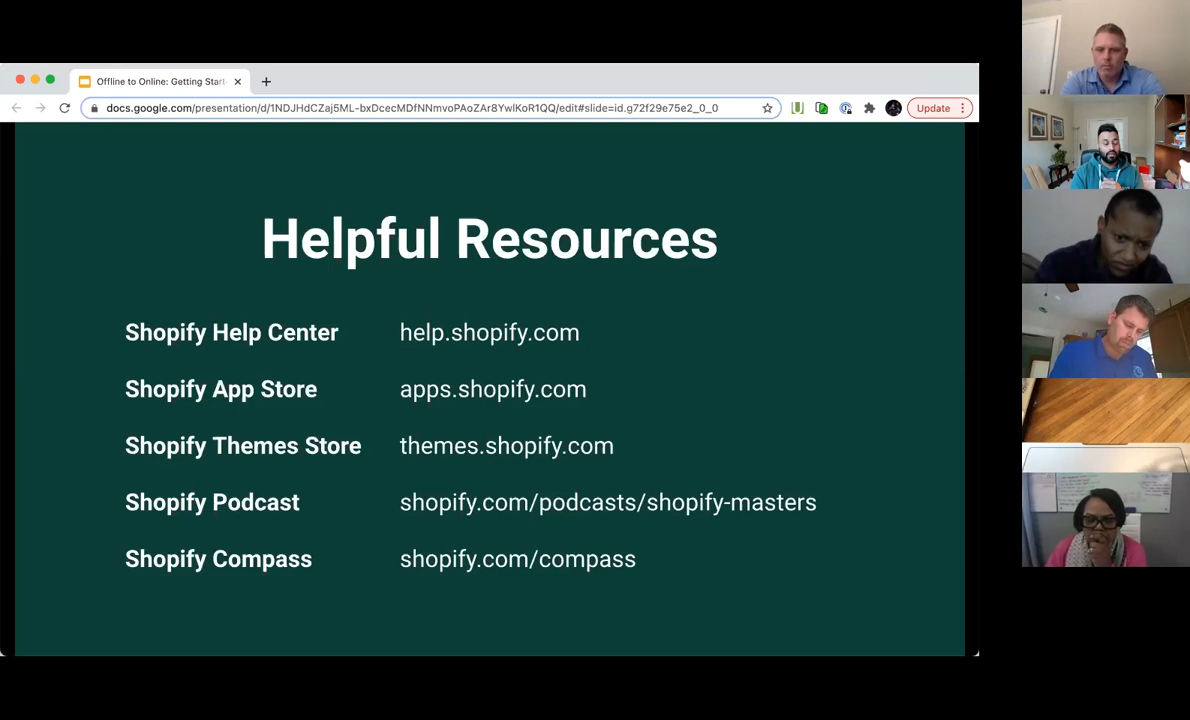 Offline to Online: Getting Start
docs.google.com/presentation/d/1NDJHdCZaj5ML-bxDcecMDfNNmvoPAoZAr8YwlKoR1QQ/edit#slide=id.g72f29e75e2_0_0
Update
Helpful Resources
Shopify Help Center help.shopify.com
Shopify App Store apps.shopify.com
Shopify Themes Store themes.shopify.com
Shopify Podcast shopify.com/podcasts/shopify-masters
Shopify Compass shopify.com/compass